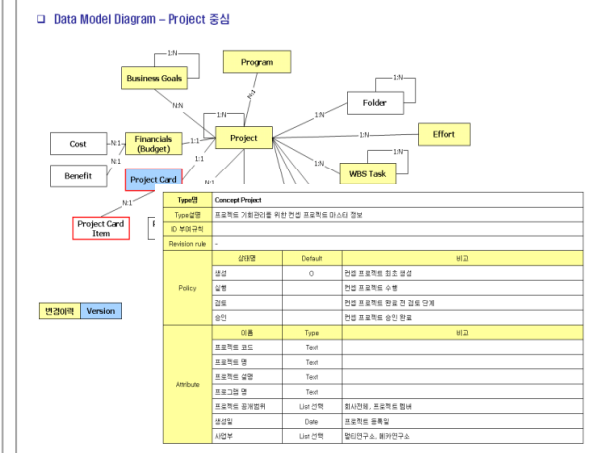 Data Model Diagram – Project 중심
1:N
Program
Business Goals
1:N
Folder
N:1
N:N
1:N
1:N
Effort
Financials
(Budget)
Project
1:N
Cost
N:1
1:1
1:N
N:1
1:1
1:N
WBS Task
Benefit
Project Card
N:1
N:1
Project Card
Item
변경이력
Version
Type명 Concept Project
Type설명 프로젝트 기회관리를 위한 컨셉 프로젝트 마스터 정보
ID 부여규칙
Revision rule -
Policy
상태명 Default 비고
생성 O 컨셉 프로젝트 최초 생성
실행 컨셉 프로젝트 수행
검토 컨셉 프로젝트 완료 전 검토 단계
승인 컨셉 프로젝트 승인 완료
Attribute
이름 Type 비고
프로젝트 코드 Text
프로젝트 명 Text
프로젝트 설명 Text
프로그램 명 Text
프로젝트 공개범위 List 선택 회사전체, 프로젝트 멤버
생성일 Date 프로젝트 등록일
사업부 List 선택 멀티연구소, 메카연구소